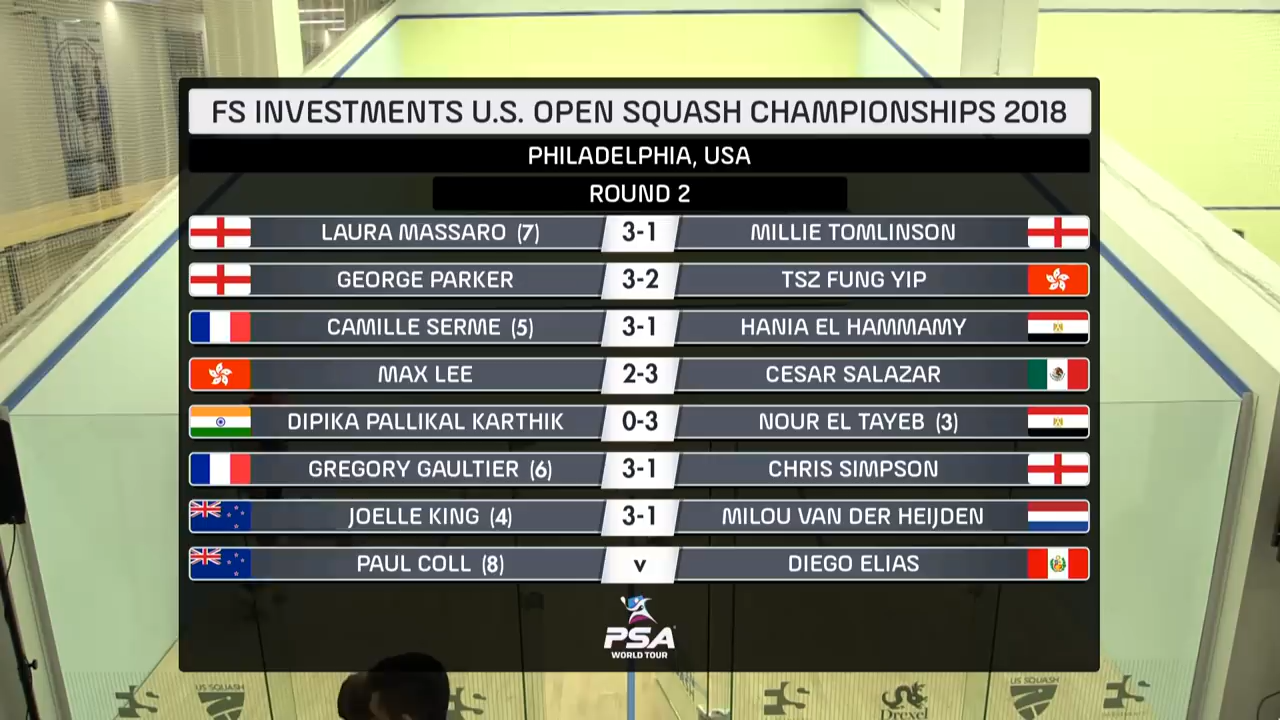 FS INVESTMENTS U.S. OPEN SQUASH CHAMPIONSHIPS 2018
PHILADELPHIA, USA
ROUND 2
LAURA MASSARO (7) 3-1 MILLIE TOMLINSON
GEORGE PARKER 3-2 TSZ FUNG YIP
CAMILLE SERME (5) 3-1 HANIA EL HAMMAMY
MAX LEE 2-3 CESAR SALAZAR
DIPIKA PALLIKAL KARTHIK 0-3 NOUR EL TAYEB (3)
GREGORY GAULTIER (6) 3-1 CHRIS SIMPSON
JOELLE KING (4) 3-1 MILOU VAN DER HEIJDEN
PAUL COLL (8) v DIEGO ELIAS
PSA
WORLD TOUR
US SQUASH
Drexel
US SQUASH